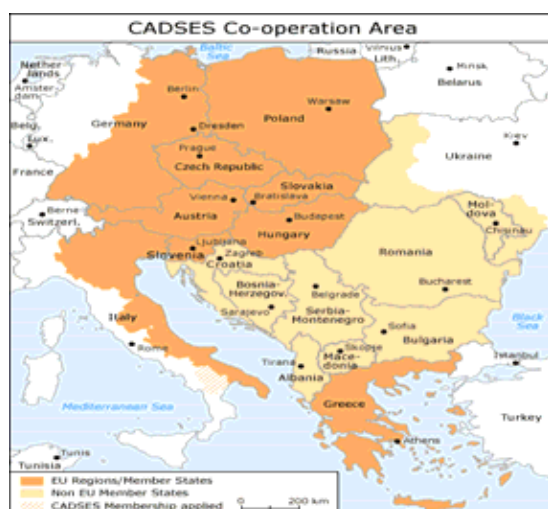 CADSES Co-operation Area
Baltic
Sea
Russia
Vilnius
Lith.
Minsk
Belarus
Nether
lands
Amster-
dam
Berlin
Warsaw
Poland
Belg.
Lux.
Germany
Dresden
Kiev
Ukraine
Prague
Czech Republic
France
Slovakia
Vienna
Bratislava
Berne
Switzerl.
Austria
Budapest
Hungary
Mol-
dova
Chisinău
Ljubljana
Slovenia
Zagreb
Croatia
Romania
Bosnia-
Herzegov.
Belgrade
Bucharest
Sarajevo
Serbia-
Montenegro
Black
Sea
Italy
Sofia
Bulgaria
Rome
Skopje
Mace-
donia
Tirana
Albania
Istanbul
Mediterranean Sea
Greece
Turkey
Athens
Tunis
Tunisia
EU Regions/Member States
Non EU Member States
CADSES Membership applied
0
200 km